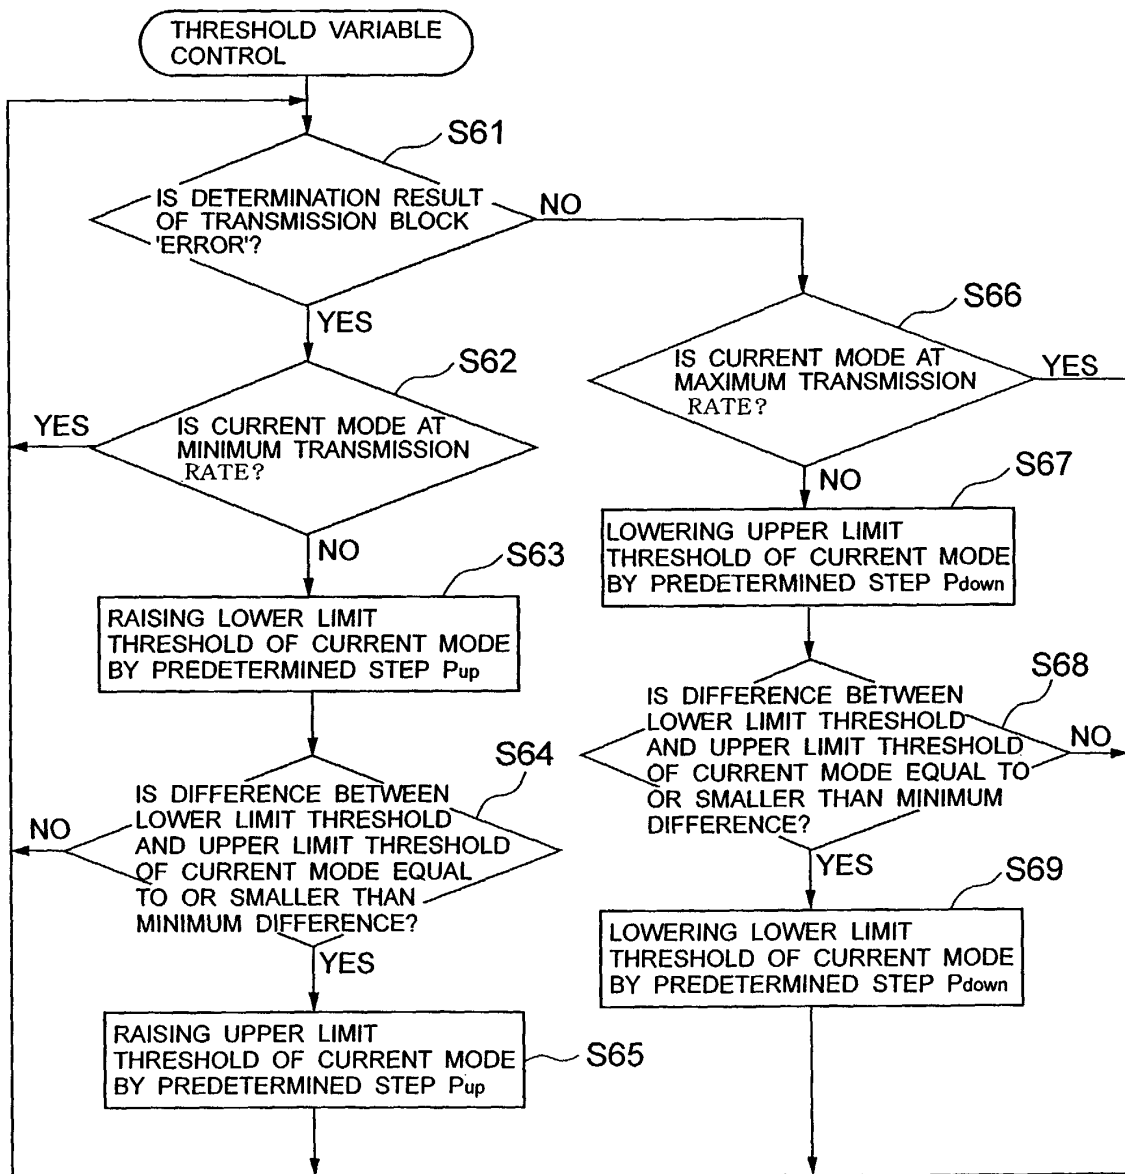 THRESHOLD VARIABLE
CONTROL
S61
IS DETERMINATION RESULT
OF TRANSMISSION BLOCK
'ERROR'?
NO
YES
S62
IS CURRENT MODE AT
MINIMUM TRANSMISSION
RATE?
YES
NO
S63
RAISING LOWER LIMIT
THRESHOLD OF CURRENT MODE
BY PREDETERMINED STEP Pup
S64
IS DIFFERENCE BETWEEN
LOWER LIMIT THRESHOLD
AND UPPER LIMIT THRESHOLD
OF CURRENT MODE EQUAL
TO OR SMALLER THAN
MINIMUM DIFFERENCE?
NO
YES
RAISING UPPER LIMIT
THRESHOLD OF CURRENT MODE
BY PREDETERMINED STEP Pup
S65
S66
IS CURRENT MODE AT
MAXIMUM TRANSMISSION
RATE?
YES
NO
S67
LOWERING UPPER LIMIT
THRESHOLD OF CURRENT MODE
BY PREDETERMINED STEP Pdown
S68
IS DIFFERENCE BETWEEN
LOWER LIMIT THRESHOLD
AND UPPER LIMIT THRESHOLD
OF CURRENT MODE EQUAL TO
OR SMALLER THAN MINIMUM
DIFFERENCE?
NO
YES
S69
LOWERING LOWER LIMIT
THRESHOLD OF CURRENT MODE
BY PREDETERMINED STEP Pdown